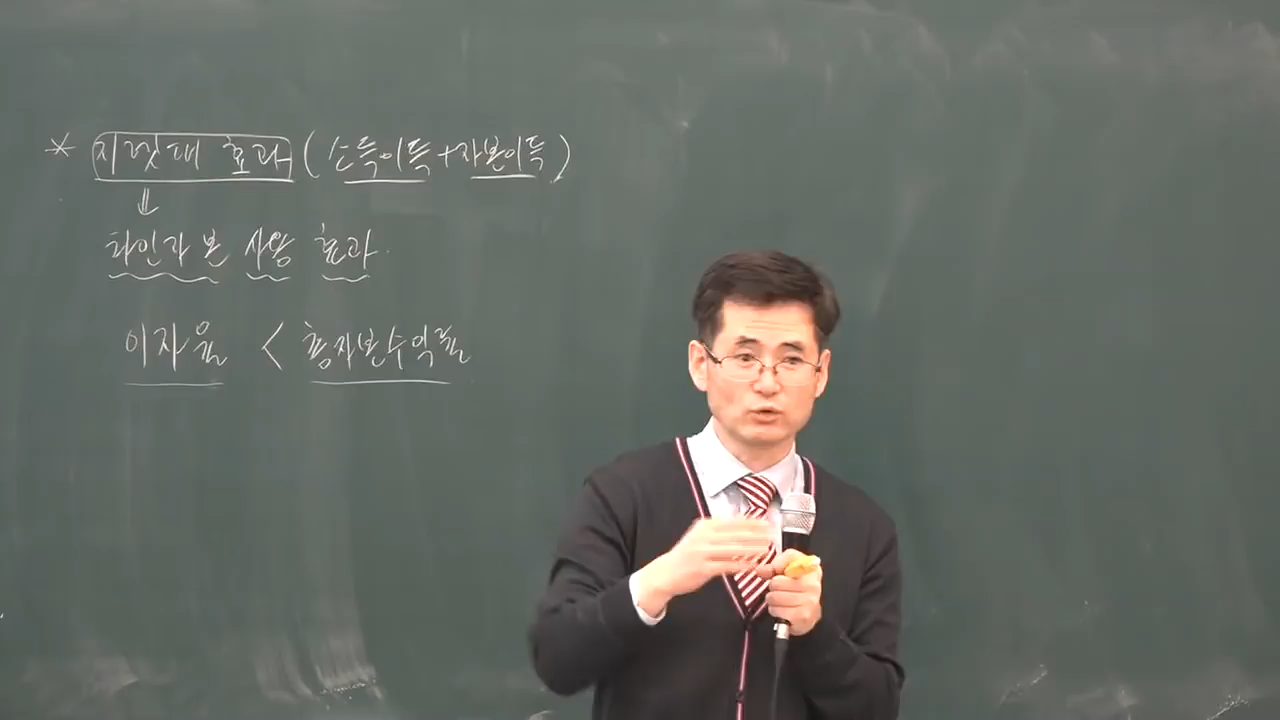 * 지렛대 효과 (소득이득+자본이득)
⇓
타인자본 사용 효과
이자율 < 총자본수익률